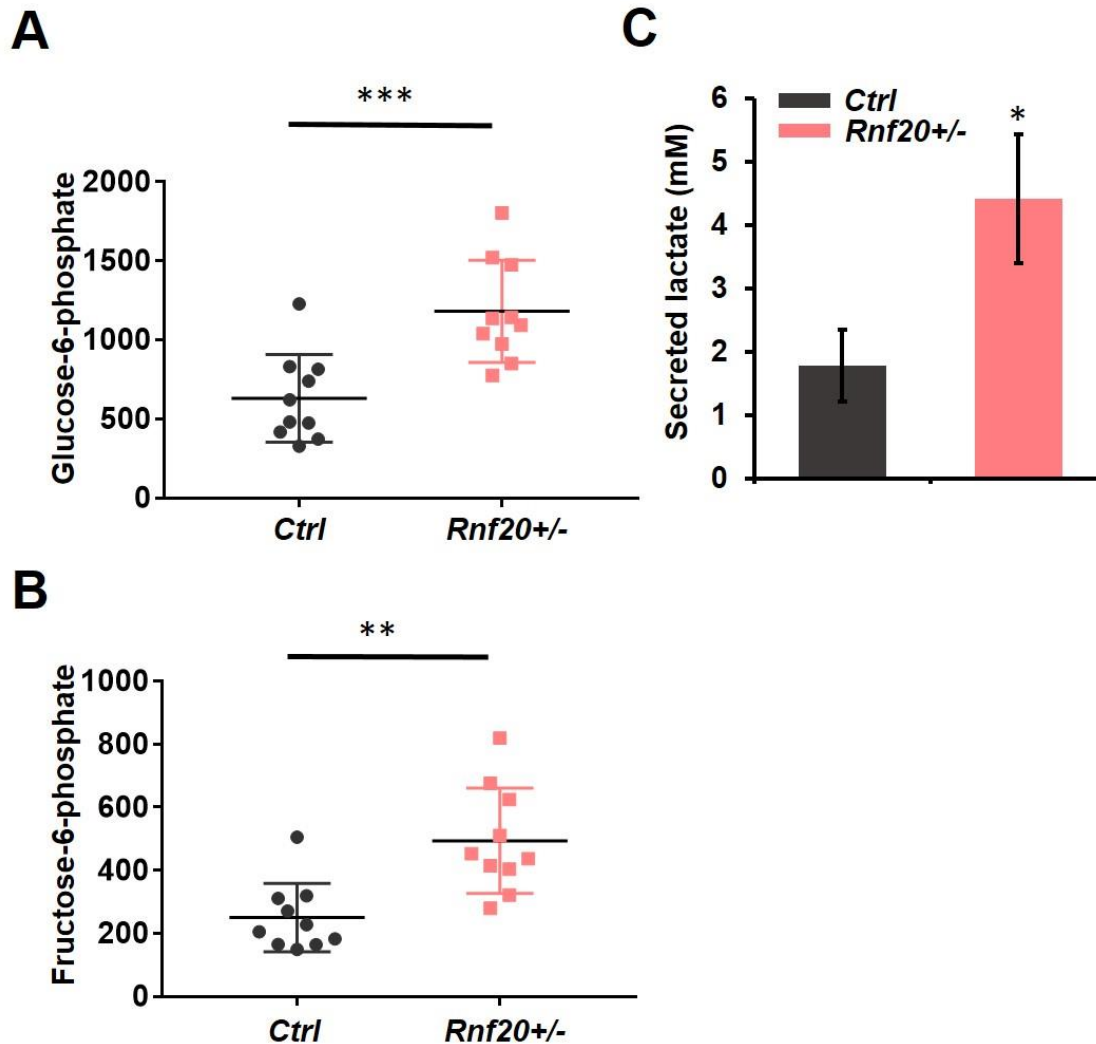 A
***
Glucose-6-phosphate
2000
1500
1000
500
0
Ctrl
Rnf20+/-
B
**
Fructose-6-phosphate
1000
800
600
400
200
0
Ctrl
Rnf20+/-
C
Ctrl
Rnf20+/-
*
Secreted lactate (mM)
6
5
4
3
2
1
0